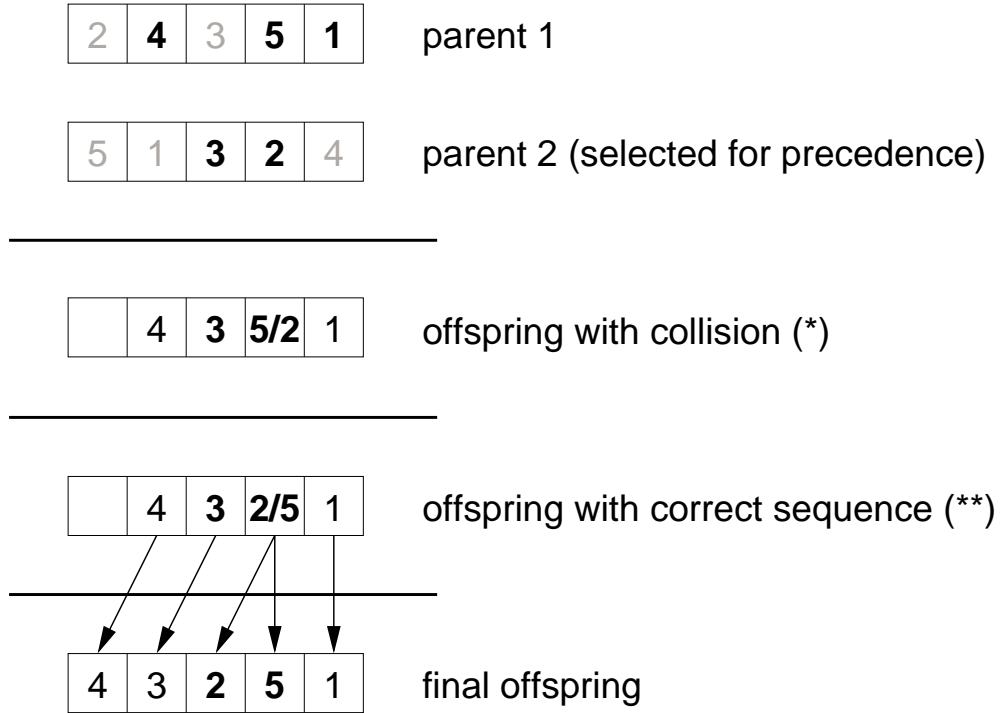 2 4 3 5 1 parent 1
5 1 3 2 4 parent 2 (selected for precedence)
4 3 5/2 1 offspring with collision (*)
4 3 2/5 1 offspring with correct sequence (**)
4 3 2 5 1 final offspring